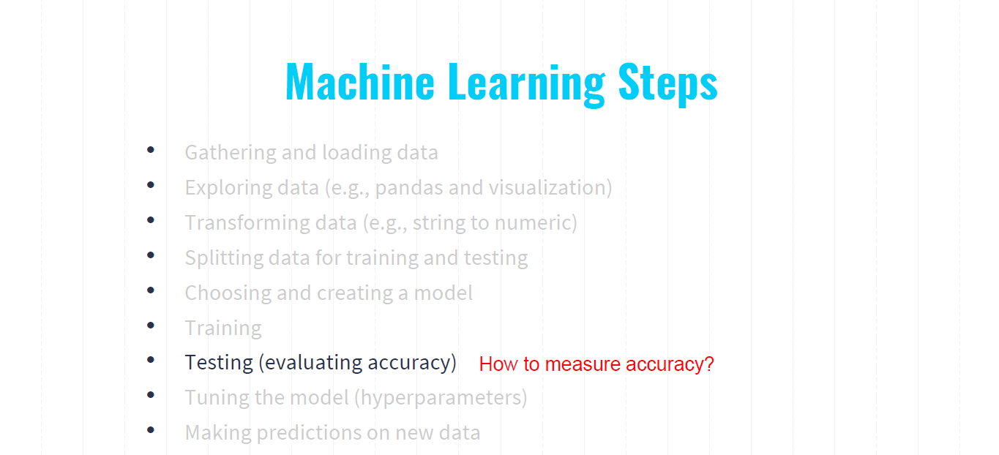 Machine Learning Steps
• Gathering and loading data
• Exploring data (e.g., pandas and visualization)
• Transforming data (e.g., string to numeric)
• Splitting data for training and testing
• Choosing and creating a model
• Training
• Testing (evaluating accuracy) How to measure accuracy?
• Tuning the model (hyperparameters)
• Making predictions on new data